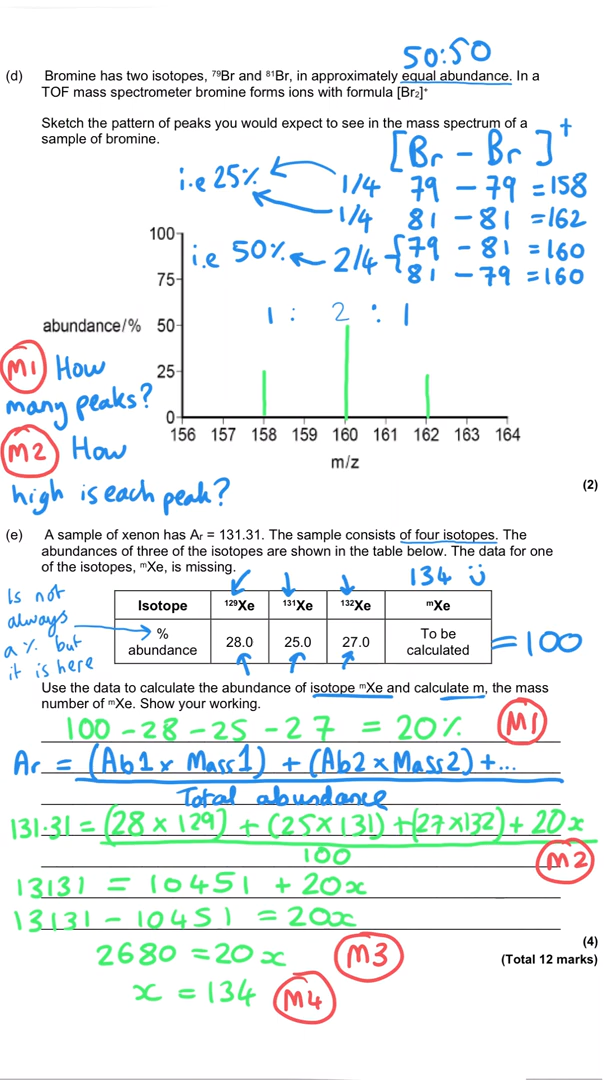 50:50
(d) Bromine has two isotopes, ⁷⁹Br and ⁸¹Br, in approximately equal abundance. In a
TOF mass spectrometer bromine forms ions with formula [Br₂]⁺
Sketch the pattern of peaks you would expect to see in the mass spectrum of a
sample of bromine.
[Br - Br]⁺
i.e 25% 1/4 79 - 79 = 158
1/4 81 - 81 = 162
i.e 50% 2/4 { 79 - 81 = 160
81 - 79 = 160
1 : 2 : 1
100
75
abundance/% 50
25
0
156 157 158 159 160 161 162 163 164
m/z
M1 How
many peaks?
M2 How
high is each peak?
(2)
(e) A sample of xenon has Aᵣ = 131.31. The sample consists of four isotopes. The
abundances of three of the isotopes are shown in the table below. The data for one
of the isotopes, ᵐXe, is missing.
134 ü
Is not
always
a % but
it is here
Isotope ¹²⁹Xe ¹³¹Xe ¹³²Xe ᵐXe
% abundance 28.0 25.0 27.0 To be calculated = 100
Use the data to calculate the abundance of isotope ᵐXe and calculate m, the mass
number of ᵐXe. Show your working.
100 - 28 - 25 - 27 = 20% M1
Ar = (Ab1 x Mass1) + (Ab2 x Mass2) + ...
Total abundance
131.31 = (28 x 129) + (25 x 131) + (27 x 132) + 20x
100
M2
13131 = 10451 + 20x
13131 - 10451 = 20x
2680 = 20x M3
x = 134 M4
(4)
(Total 12 marks)